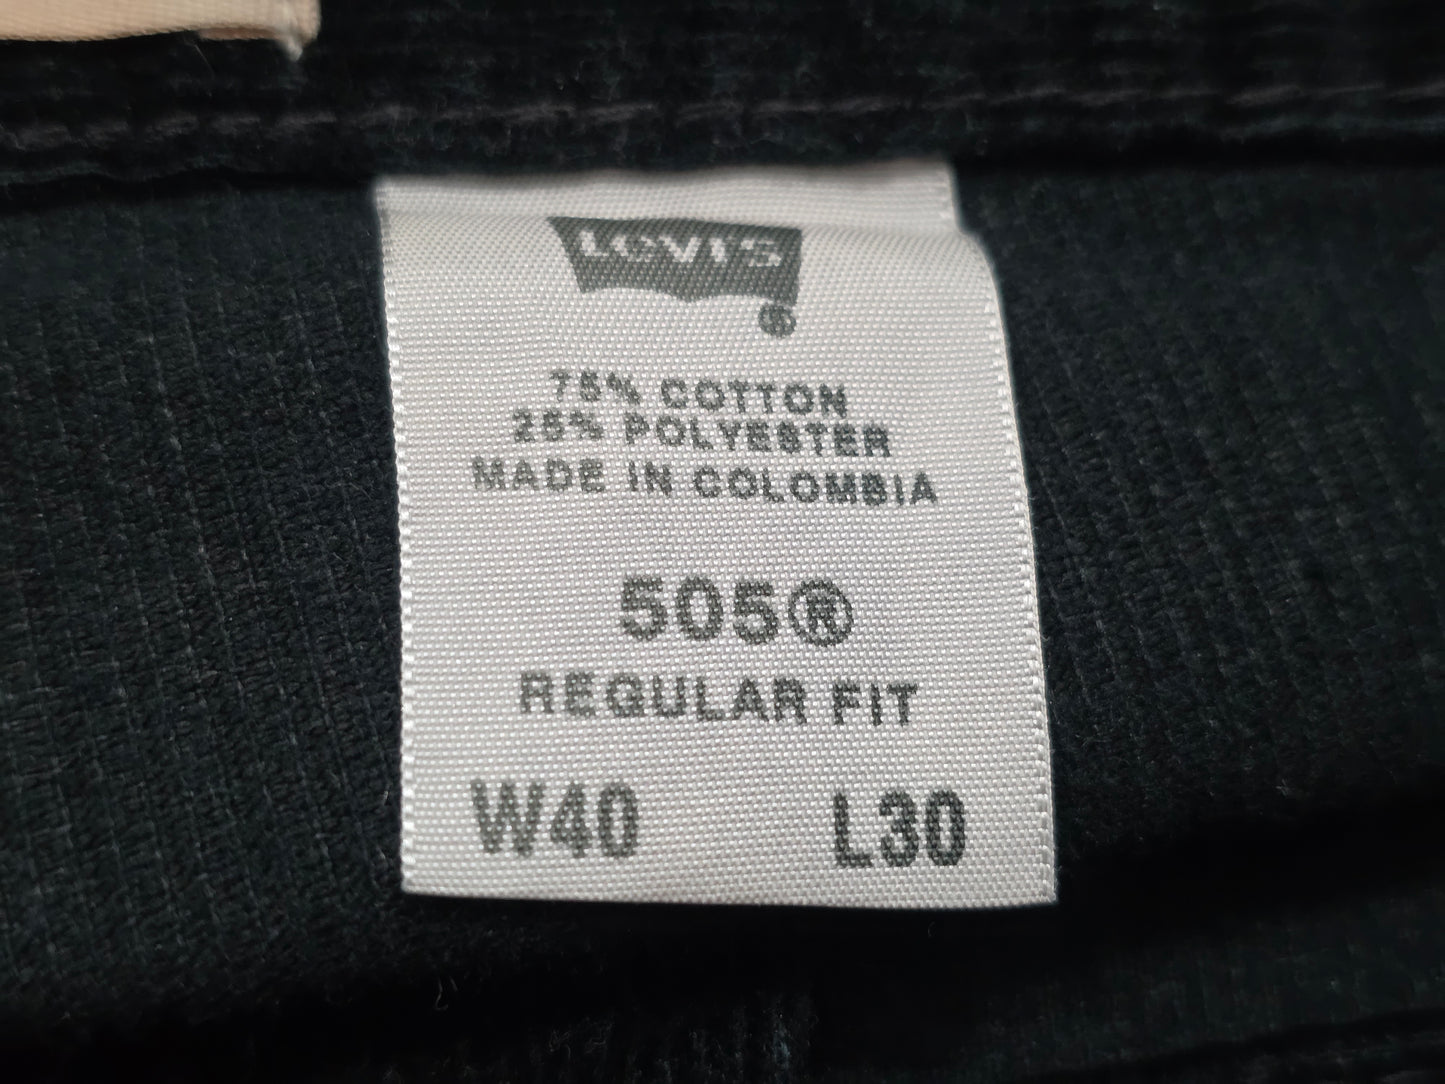 Levi's
®
75% COTTON
25% POLYESTER
MADE IN COLOMBIA
505®
REGULAR FIT
W40 L30